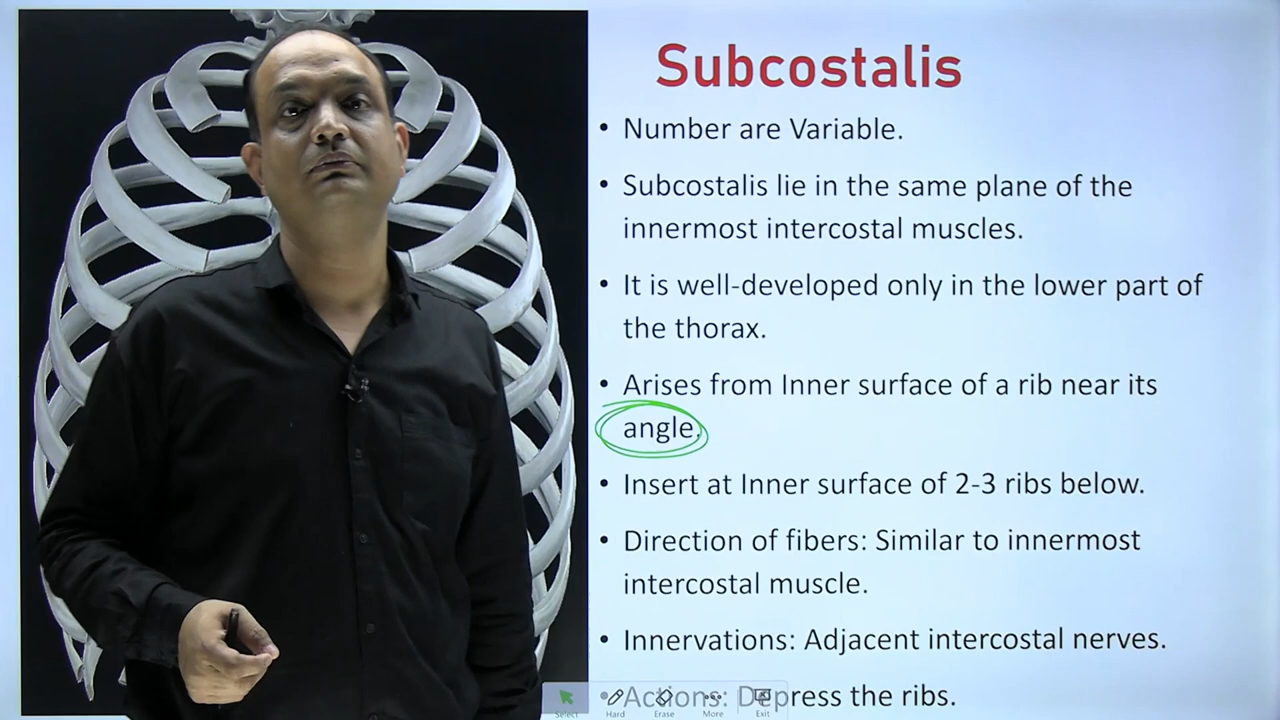 Subcostalis
• Number are Variable.
• Subcostalis lie in the same plane of the
innermost intercostal muscles.
• It is well-developed only in the lower part of
the thorax.
• Arises from Inner surface of a rib near its
angle.
• Insert at Inner surface of 2-3 ribs below.
• Direction of fibers: Similar to innermost
intercostal muscle.
• Innervations: Adjacent intercostal nerves.
• Actions: Depress the ribs.
Select Hard Erase More Exit